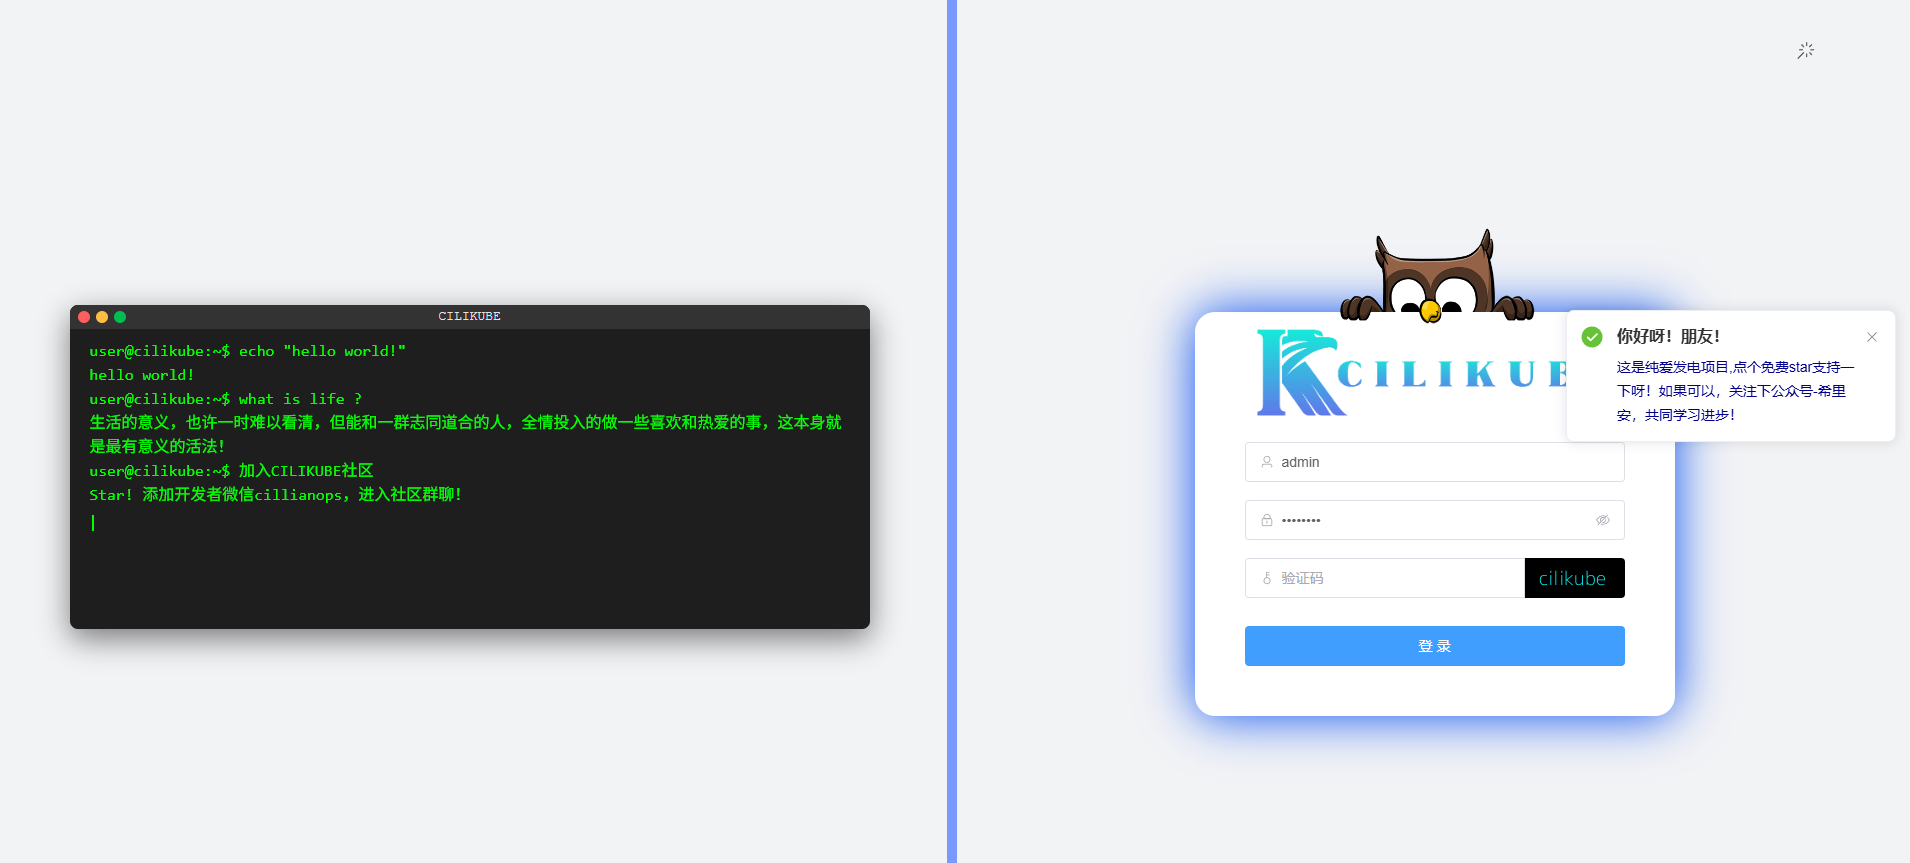 CILIKUBE
user@cilikube:~$ echo "hello world!"
hello world!
user@cilikube:~$ what is life ?
生活的意义，也许一时难以看清，但能和一群志同道合的人，全情投入的做一些喜欢和热爱的事，这本身就
是最有意义的活法！
user@cilikube:~$ 加入CILIKUBE社区
Star! 添加开发者微信cillianops，进入社区群聊！
CILIKUB
你好呀！朋友！
这是纯爱发电项目,点个免费star支持一
下呀！如果可以，关注下公众号-希里
安，共同学习进步！
admin
验证码
cilikube
登 录